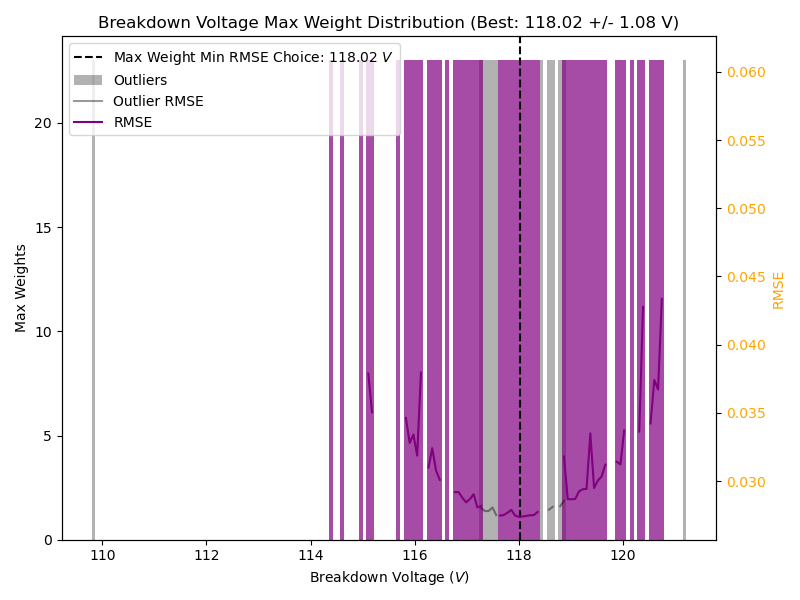 Breakdown Voltage Max Weight Distribution (Best: 118.02 +/- 1.08 V)
Max Weight Min RMSE Choice: 118.02 V
Outliers
Outlier RMSE
RMSE
20
15
10
5
0
Max Weights
0.060
0.055
0.050
0.045
0.040
0.035
0.030
RMSE
110
112
114
116
118
120
Breakdown Voltage (V)